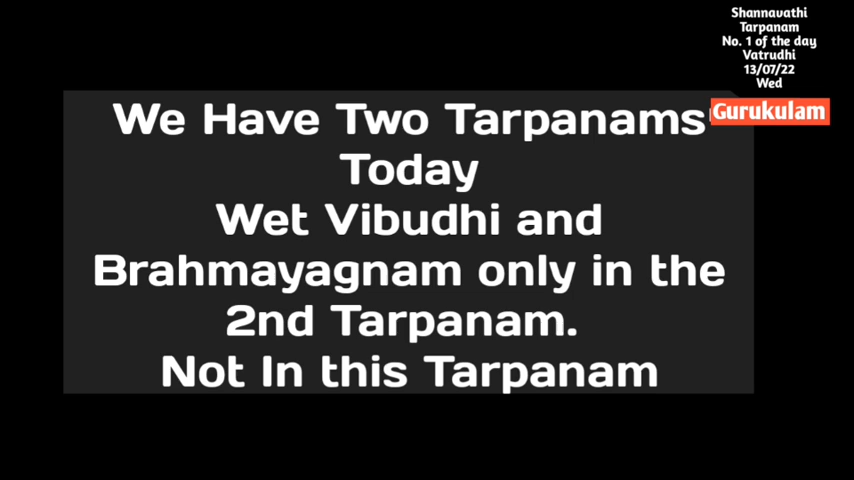 Shannavathi
Tarpanam
No. 1 of the day
Vatrudhi
13/07/22
Wed
Gurukulam
We Have Two Tarpanams
Today
Wet Vibudhi and
Brahmayagnam only in the
2nd Tarpanam.
Not In this Tarpanam